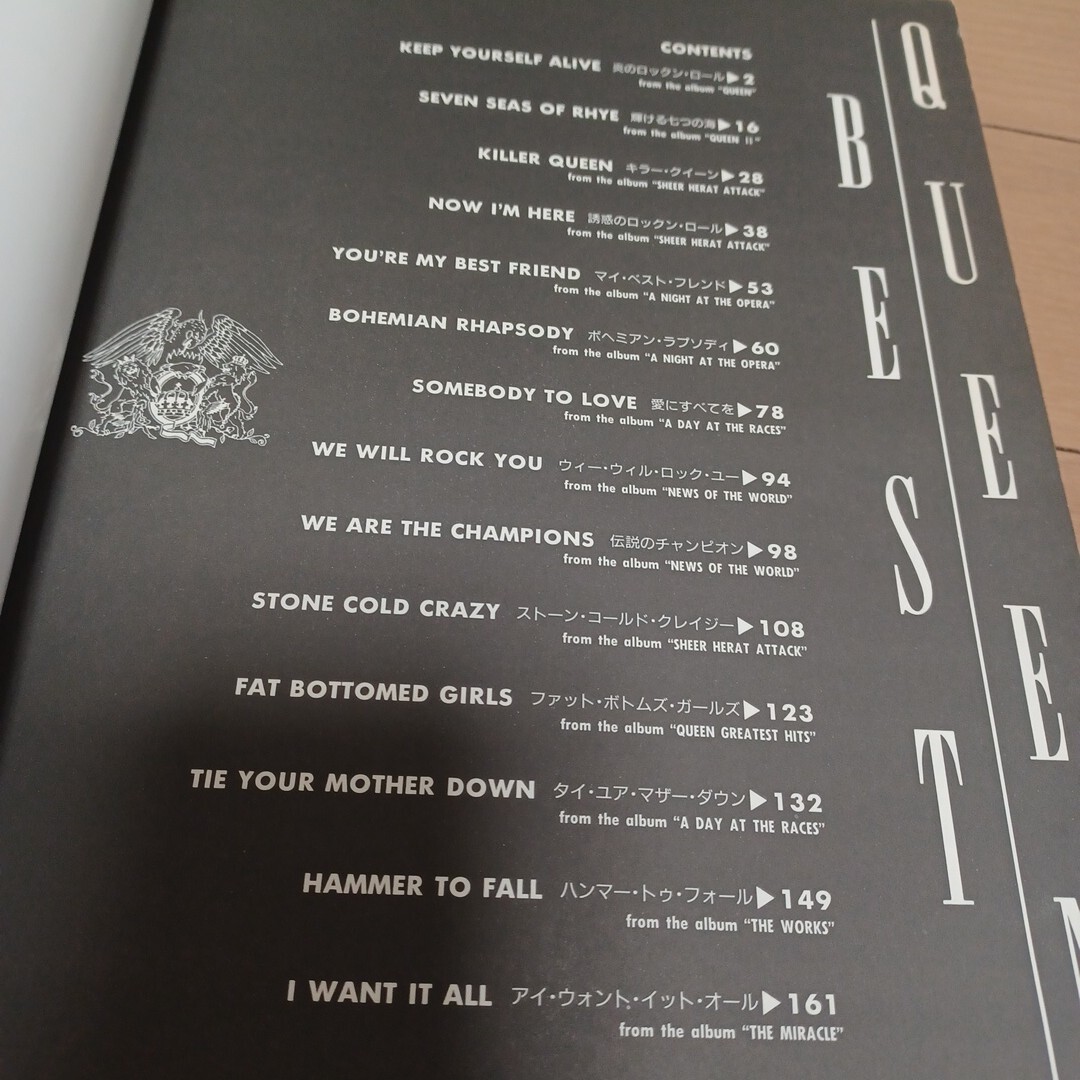 CONTENTS
KEEP YOURSELF ALIVE 炎のロックン・ロール▶2
from the album "QUEEN"
SEVEN SEAS OF RHYE 輝ける七つの海▶16
from the album "QUEEN II"
KILLER QUEEN キラー・クイーン▶28
from the album "SHEER HERAT ATTACK"
NOW I'M HERE 誘惑のロックン・ロール▶38
from the album "SHEER HERAT ATTACK"
YOU'RE MY BEST FRIEND マイ・ベスト・フレンド▶53
from the album "A NIGHT AT THE OPERA"
BOHEMIAN RHAPSODY ボヘミアン・ラプソディ▶60
from the album "A NIGHT AT THE OPERA"
SOMEBODY TO LOVE 愛にすべてを▶78
from the album "A DAY AT THE RACES"
WE WILL ROCK YOU ウィー・ウィル・ロック・ユー▶94
from the album "NEWS OF THE WORLD"
WE ARE THE CHAMPIONS 伝説のチャンピオン▶98
from the album "NEWS OF THE WORLD"
STONE COLD CRAZY ストーン・コールド・クレイジー▶108
from the album "SHEER HERAT ATTACK"
FAT BOTTOMED GIRLS ファット・ボトムズ・ガールズ▶123
from the album "QUEEN GREATEST HITS"
TIE YOUR MOTHER DOWN タイ・ユア・マザー・ダウン▶132
from the album "A DAY AT THE RACES"
HAMMER TO FALL ハンマー・トゥ・フォール▶149
from the album "THE WORKS"
I WANT IT ALL アイ・ウォント・イット・オール▶161
from the album "THE MIRACLE"
BEST
QUEEN